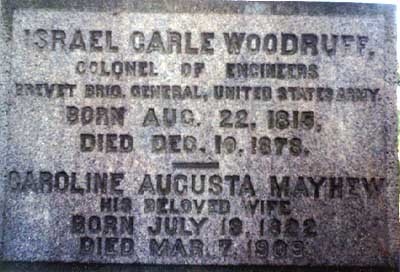 ISRAEL CARLE WOODRUFF,
COLONEL OF ENGINEERS
BREVET BRIG. GENERAL, UNITED STATES ARMY.
BORN AUG. 22. 1815,
DIED DEC. 10. 1878.
CAROLINE AUGUSTA MAYHEW
HIS BELOVED WIFE
BORN JULY 19. 1822
DIED MAR. 7. 1909.